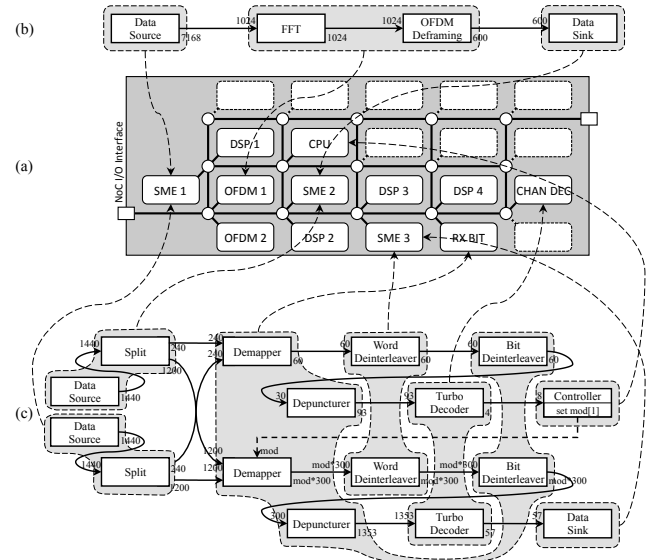 (b)
Data Source
7168
1024
FFT
1024
1024
OFDM Deframing
600
600
Data Sink
(a)
NoC I/O Interface
DSP 1
CPU
SME 1
OFDM 1
SME 2
DSP 3
DSP 4
CHAN DEC
OFDM 2
DSP 2
SME 3
RX BIT
(c)
1440
Split
240
1200
240
240
Demapper
60
60
Word Deinterleaver
60
60
Bit Deinterleaver
60
Data Source
1440
30
Depuncturer
93
93
Turbo Decoder
4
8
Controller
set mod[1]
Data Source
1440
1440
Split
240
1200
1200
1200
mod
Demapper
mod*300
mod*300
Word Deinterleaver
mod*300
mod*300
Bit Deinterleaver
mod*300
300
Depuncturer
1353
1353
Turbo Decoder
57
57
Data Sink